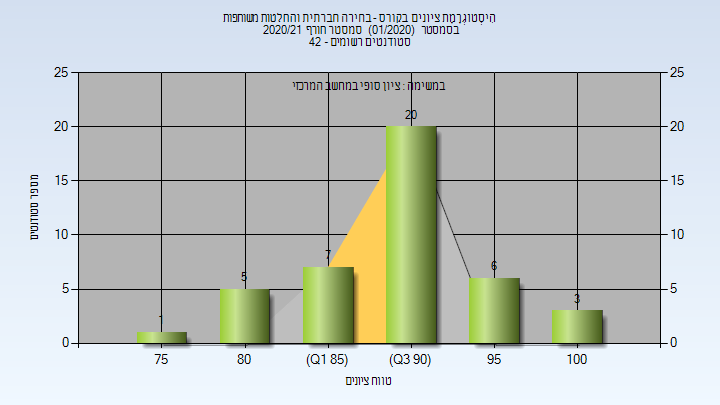 הִיסְטוֹגְרָמַת ציונים בקורס - בחירה חברתית והחלטות משותפות
בסמסטר (01/2020) סמסטר חורף 2020/21
סטודנטים רשומים - 42
במשימה : ציון סופי במחשב המרכזי
25 25
20 20
15 15
10 10
5 5
0 0
מספר סטודנטים
1 5 7 20 6 3
75 80 (Q1 85) (Q3 90) 95 100
טווח ציונים